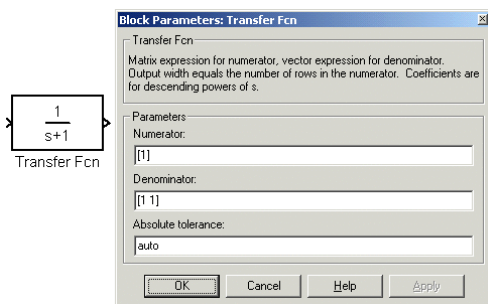 1
s+1
Transfer Fcn
Block Parameters: Transfer Fcn
Transfer Fcn
Matrix expression for numerator, vector expression for denominator.
Output width equals the number of rows in the numerator. Coefficients are
for descending powers of s.
Parameters
Numerator:
[1]
Denominator:
[1 1]
Absolute tolerance:
auto
OK Cancel Help Apply